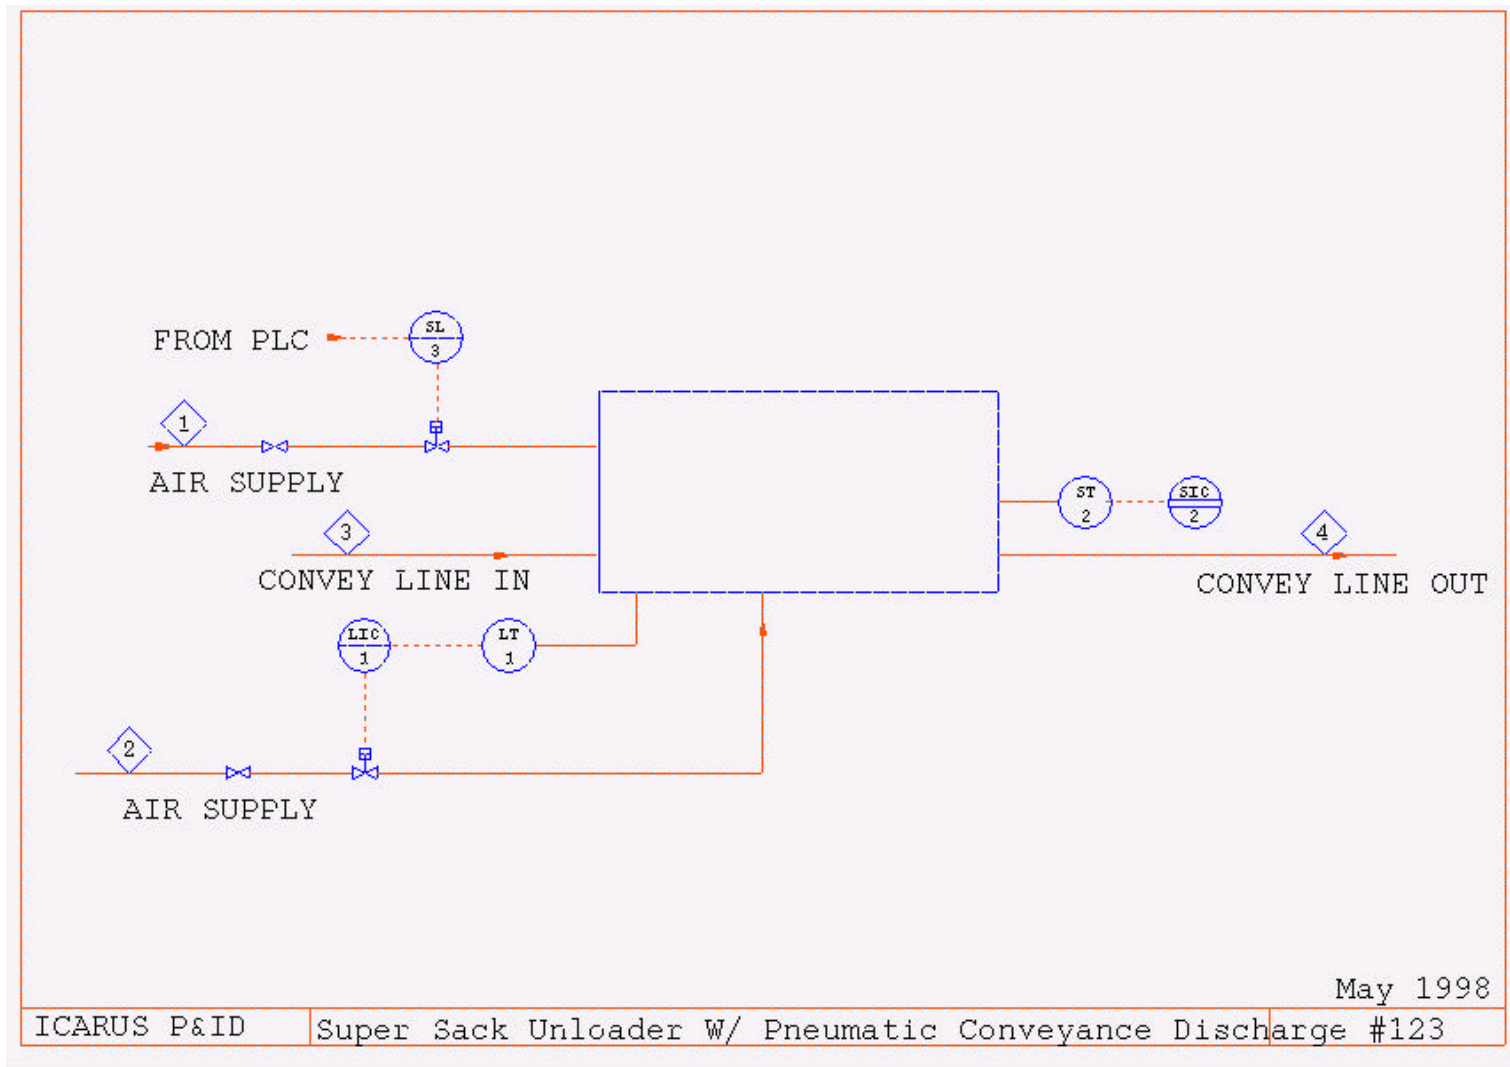 FROM PLC
SL
3
1
AIR SUPPLY
3
CONVEY LINE IN
ST
2
SIC
2
4
CONVEY LINE OUT
LIC
1
LT
1
2
AIR SUPPLY
May 1998
ICARUS P&ID
Super Sack Unloader W/ Pneumatic Conveyance Discharge #123